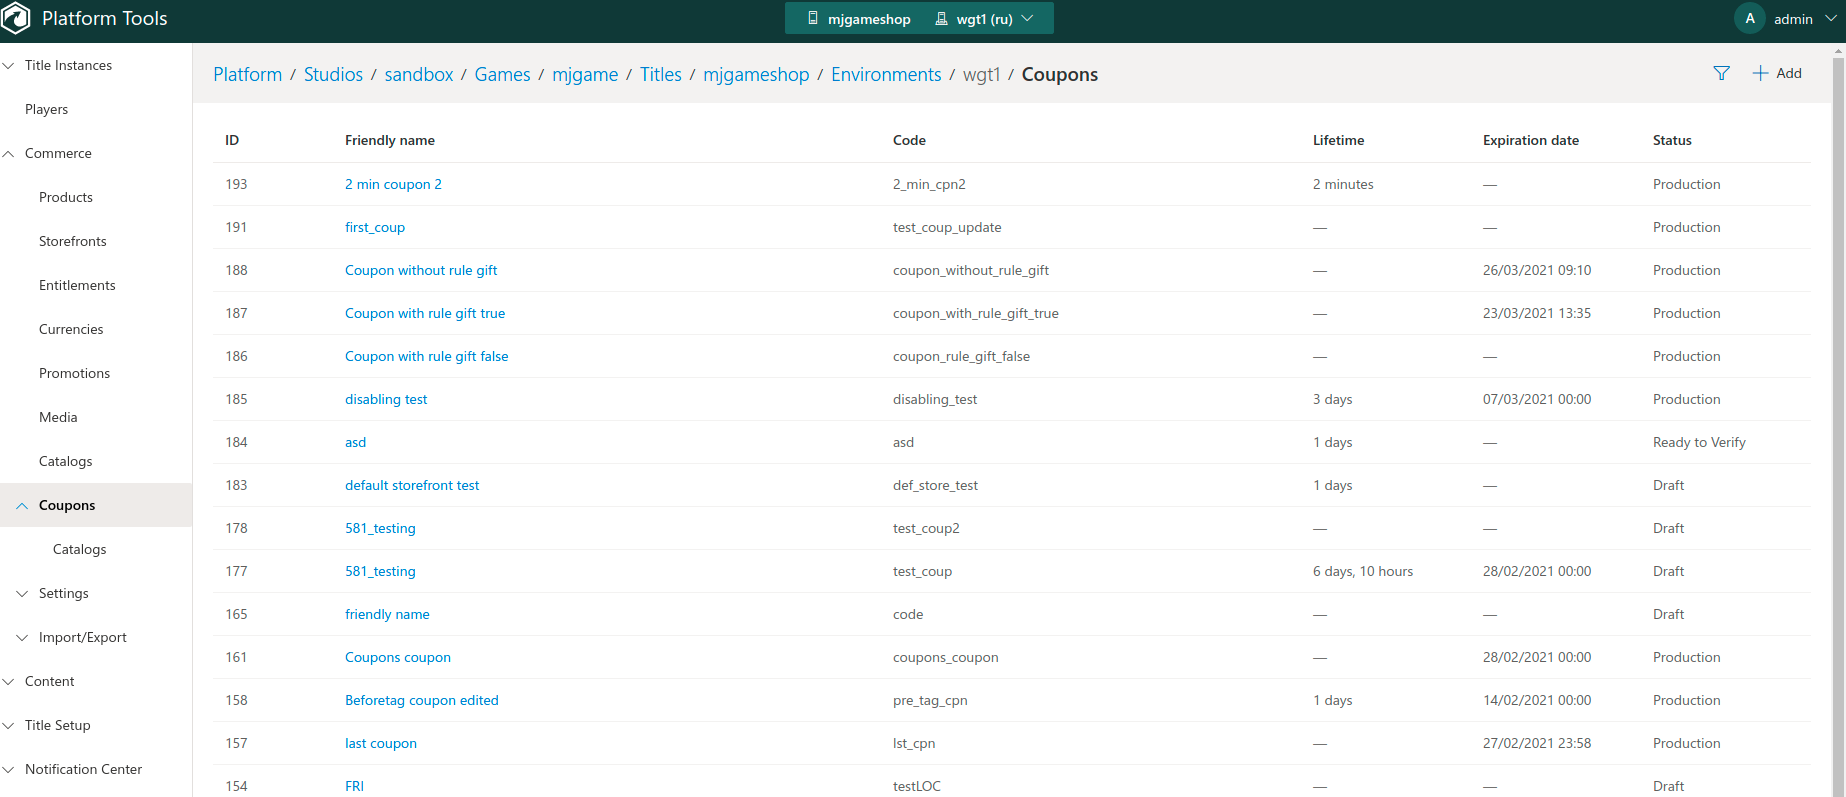 Platform Tools
mjgameshop wgt1 (ru)
A admin
Title Instances
Players
Commerce
Products
Storefronts
Entitlements
Currencies
Promotions
Media
Catalogs
Coupons
Catalogs
Settings
Import/Export
Content
Title Setup
Notification Center
Platform / Studios / sandbox / Games / mjgame / Titles / mjgameshop / Environments / wgt1 / Coupons
Add
ID Friendly name Code Lifetime Expiration date Status
193 2 min coupon 2 2_min_cpn2 2 minutes — Production
191 first_coup test_coup_update — — Production
188 Coupon without rule gift coupon_without_rule_gift — 26/03/2021 09:10 Production
187 Coupon with rule gift true coupon_with_rule_gift_true — 23/03/2021 13:35 Production
186 Coupon with rule gift false coupon_rule_gift_false — — Production
185 disabling test disabling_test 3 days 07/03/2021 00:00 Production
184 asd asd 1 days — Ready to Verify
183 default storefront test def_store_test 1 days — Draft
178 581_testing test_coup2 — — Draft
177 581_testing test_coup 6 days, 10 hours 28/02/2021 00:00 Draft
165 friendly name code — — Draft
161 Coupons coupon coupons_coupon — 28/02/2021 00:00 Production
158 Beforetag coupon edited pre_tag_cpn 1 days 14/02/2021 00:00 Production
157 last coupon lst_cpn — 27/02/2021 23:58 Production
154 FRI testLOC — — Draft